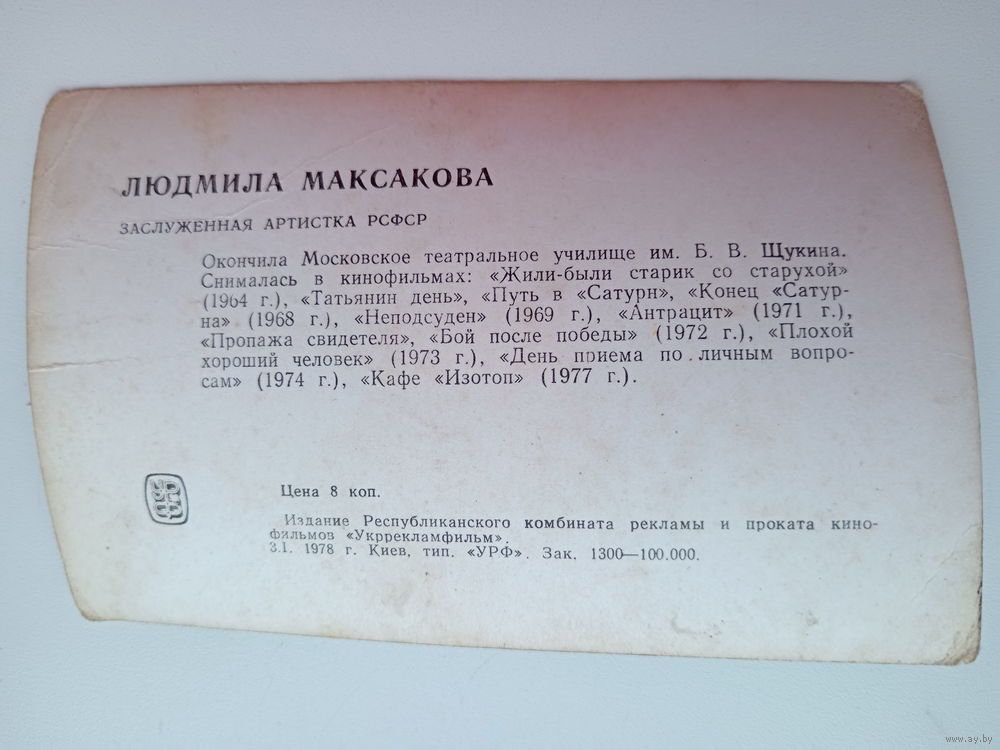 ЛЮДМИЛА МАКСАКОВА
ЗАСЛУЖЕННАЯ АРТИСТКА РСФСР
Окончила Московское театральное училище им. Б. В. Щукина.
Снималась в кинофильмах: «Жили-были старик со старухой»
(1964 г.), «Татьянин день», «Путь в «Сатурн», «Конец «Сатур-
на» (1968 г.), «Неподсуден» (1969 г.), «Антрацит» (1971 г.),
«Пропажа свидетеля», «Бой после победы» (1972 г.), «Плохой
хороший человек» (1973 г.), «День приема по личным вопро-
сам» (1974 г.), «Кафе «Изотоп» (1977 г.).
Цена 8 коп.
Издание Республиканского комбината рекламы и проката кино-
фильмов «Укррекламфильм».
3.I. 1978 г. Киев, тип. «УРФ». Зак. 1300—100.000.
www.ay.by